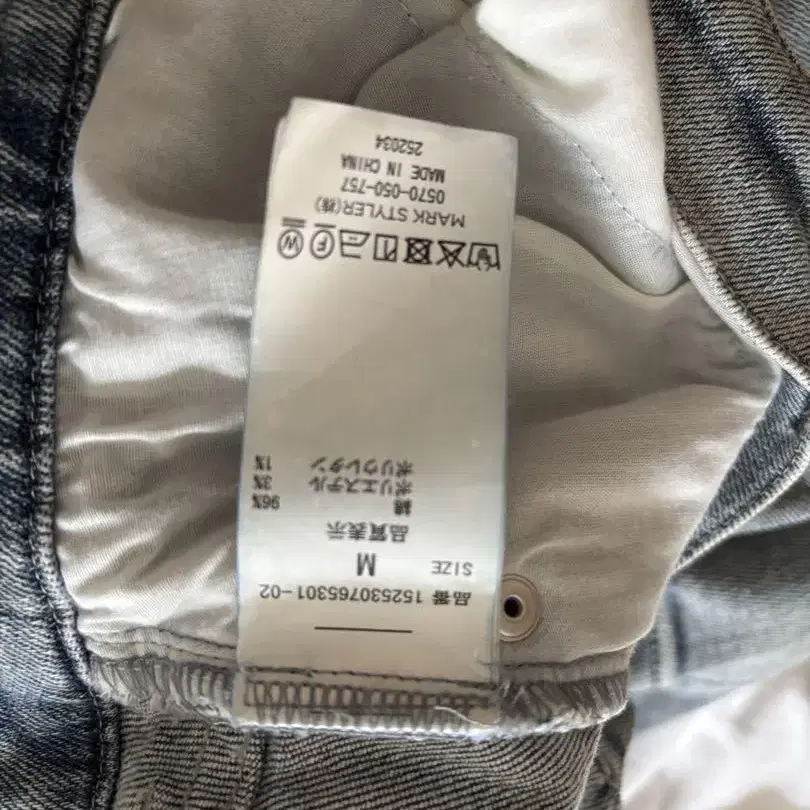 品番 152530765301-02
SIZE M
品質表示
綿 96%
ポリエステル 3%
ポリウレタン 1%
MARK STYLER(株)
0570-050-757
MADE IN CHINA
252034